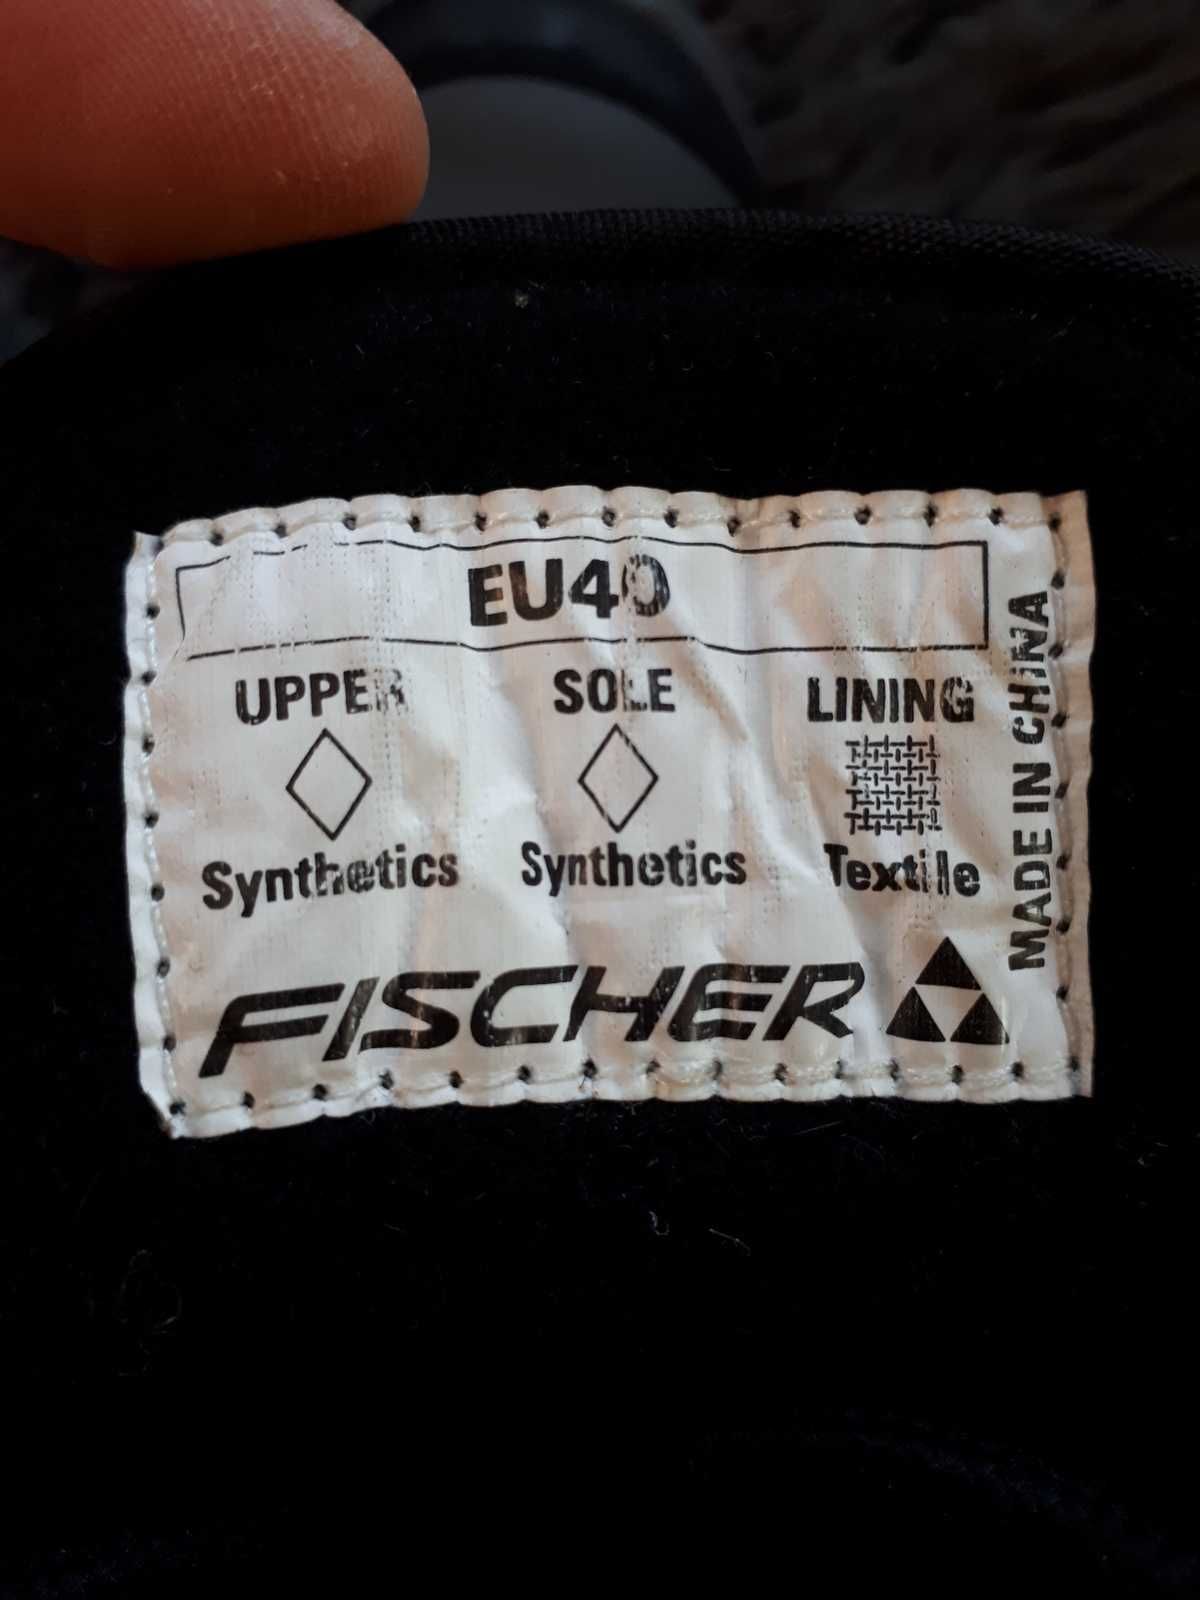 EU40
UPPER SOLE LINING
Synthetics Synthetics Textile
FISCHER
MADE IN CHINA